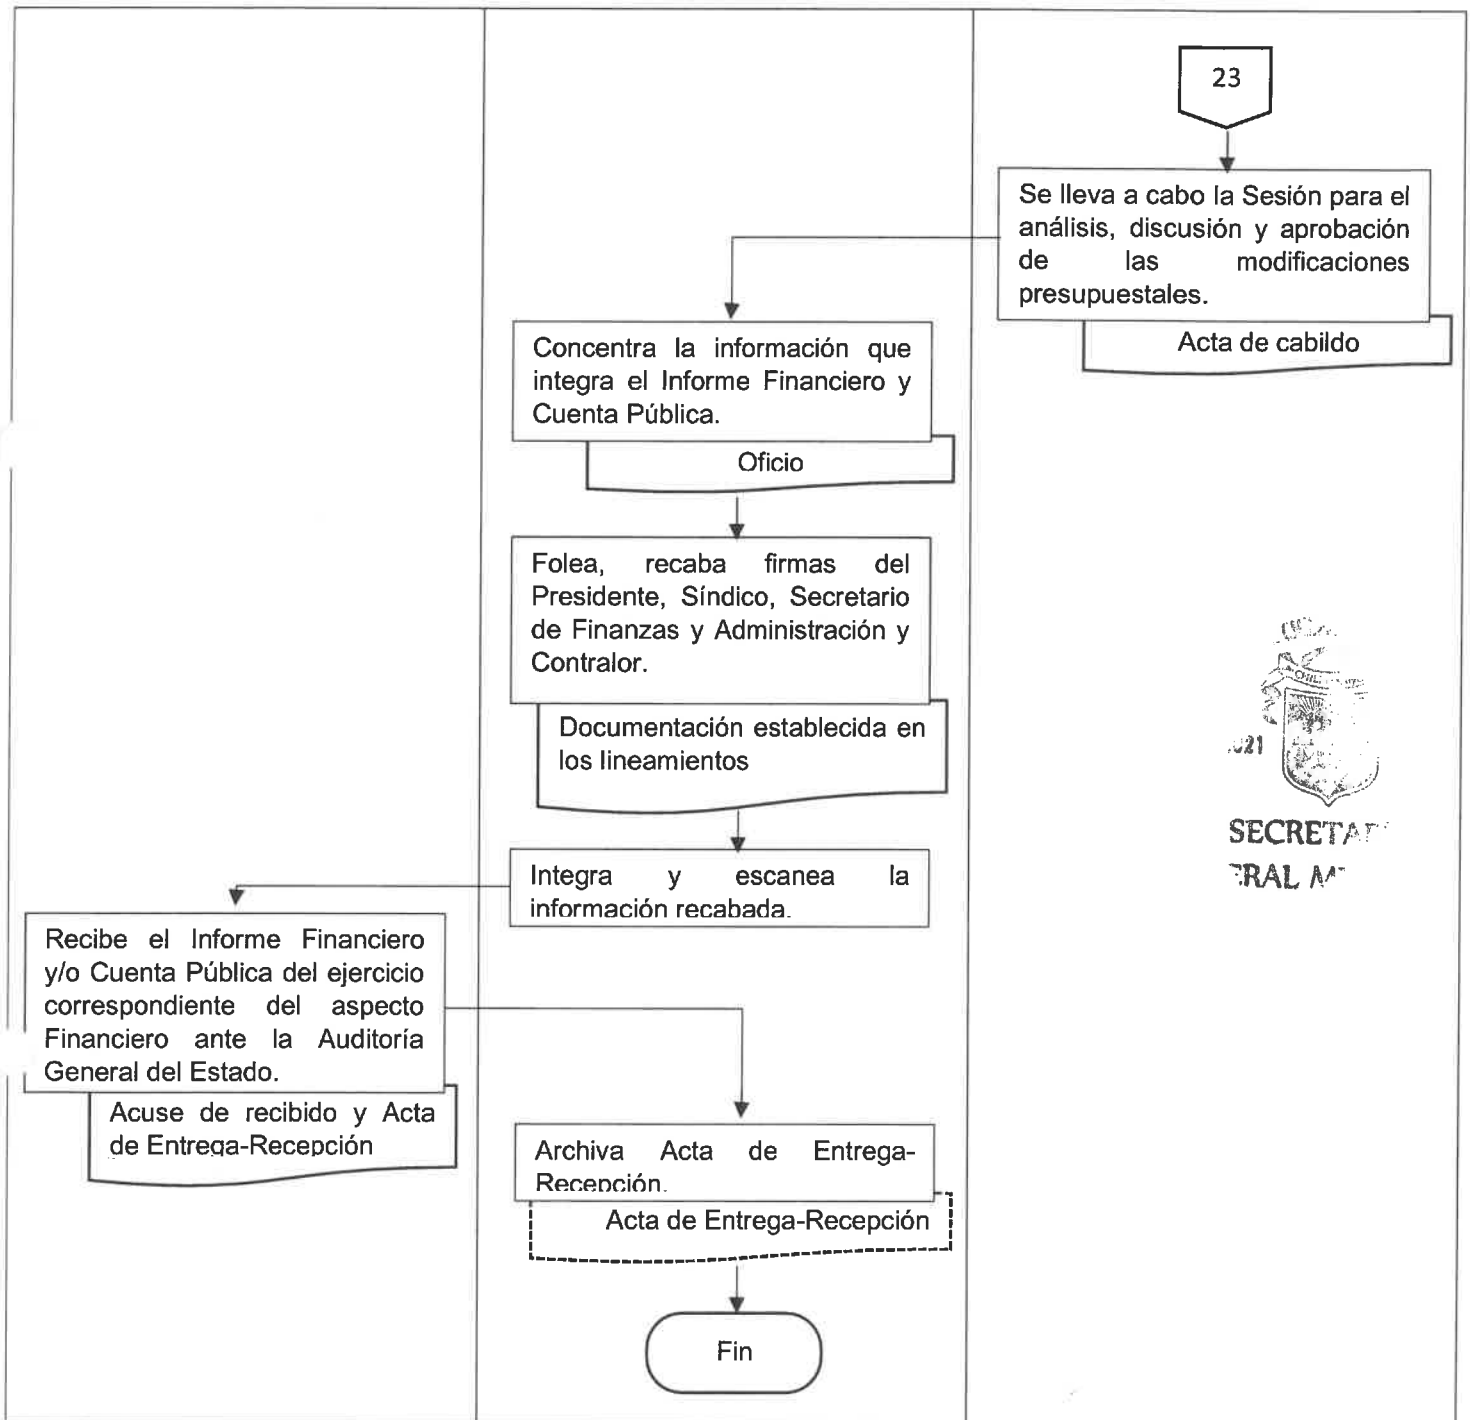 23
Se lleva a cabo la Sesión para el
análisis, discusión y aprobación
de las modificaciones
presupuestales.
Acta de cabildo
Concentra la información que
integra el Informe Financiero y
Cuenta Pública.
Oficio
Folea, recaba firmas del
Presidente, Síndico, Secretario
de Finanzas y Administración y
Contralor.
Documentación establecida en
los lineamientos
Integra y escanea la
información recabada.
Recibe el Informe Financiero
y/o Cuenta Pública del ejercicio
correspondiente del aspecto
Financiero ante la Auditoría
General del Estado.
Acuse de recibido y Acta
de Entrega-Recepción
Archiva Acta de Entrega-
Recepción.
Acta de Entrega-Recepción
Fin